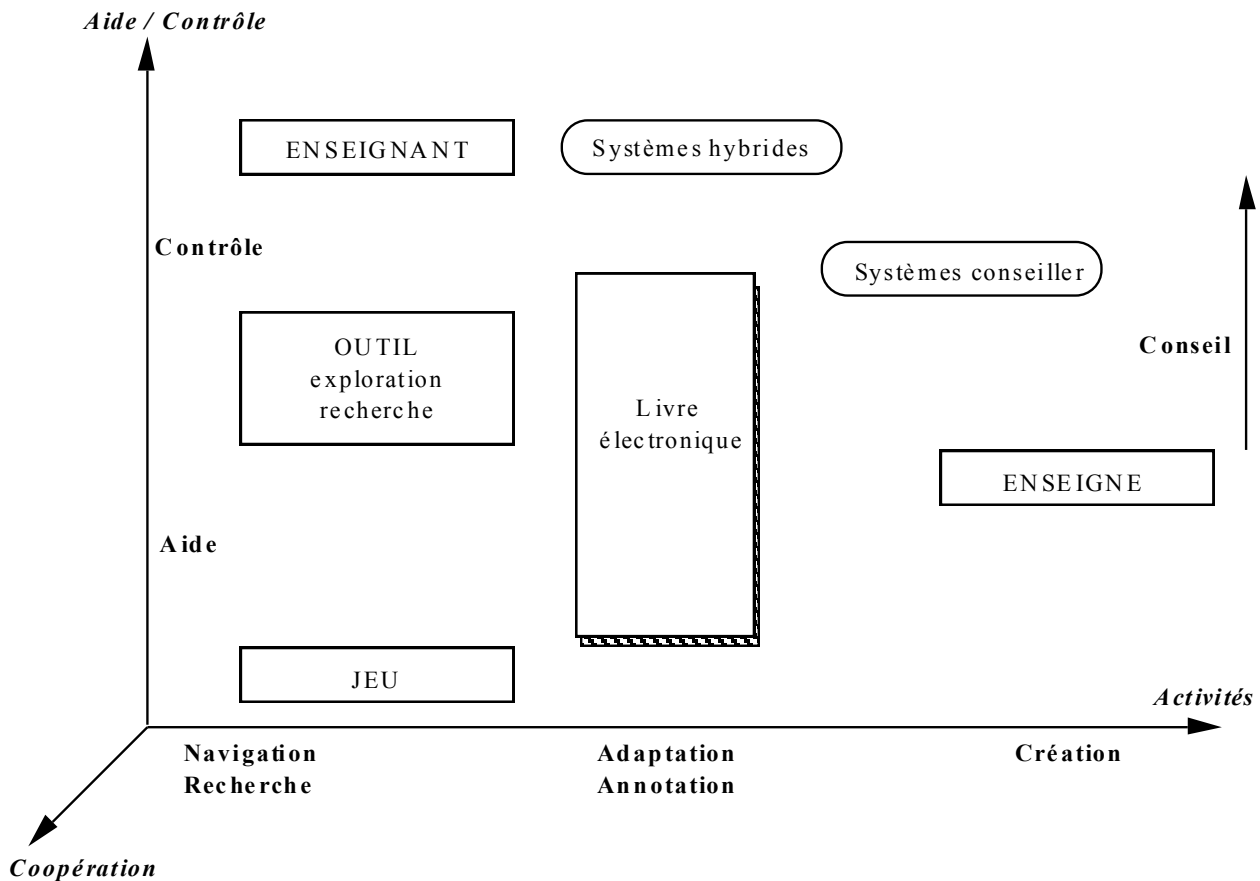 Aide / Contrôle
ENSEIGNANT
Systèmes hybrides
Contrôle
Systèmes conseiller
OUTIL
exploration
recherche
Conseil
Livre
électronique
ENSEIGNE
Aide
JEU
Activités
Navigation
Recherche
Adaptation
Annotation
Création
Coopération